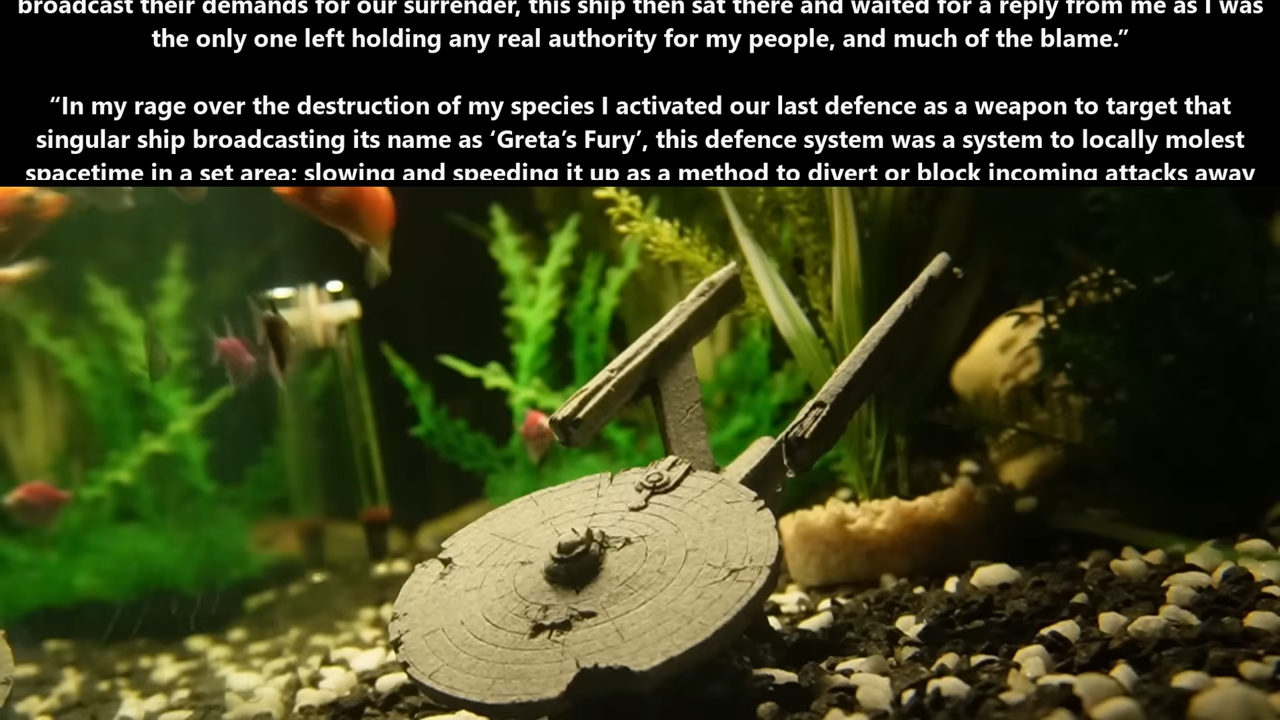 broadcast their demands for our surrender, this ship then sat there and waited for a reply from me as I was
the only one left holding any real authority for my people, and much of the blame.”
“In my rage over the destruction of my species I activated our last defence as a weapon to target that
singular ship broadcasting its name as ‘Greta’s Fury’, this defence system was a system to locally molest
spacetime in a set area: slowing and speeding it up as a method to divert or block incoming attacks away